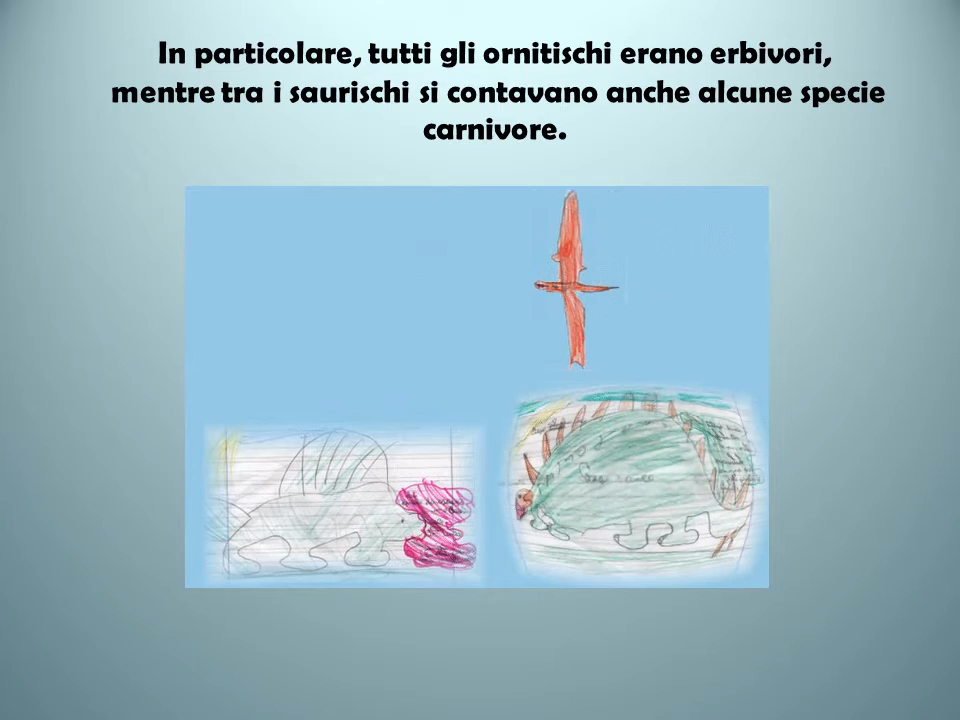 In particolare, tutti gli ornitischi erano erbivori,
mentre tra i saurischi si contavano anche alcune specie
carnivore.